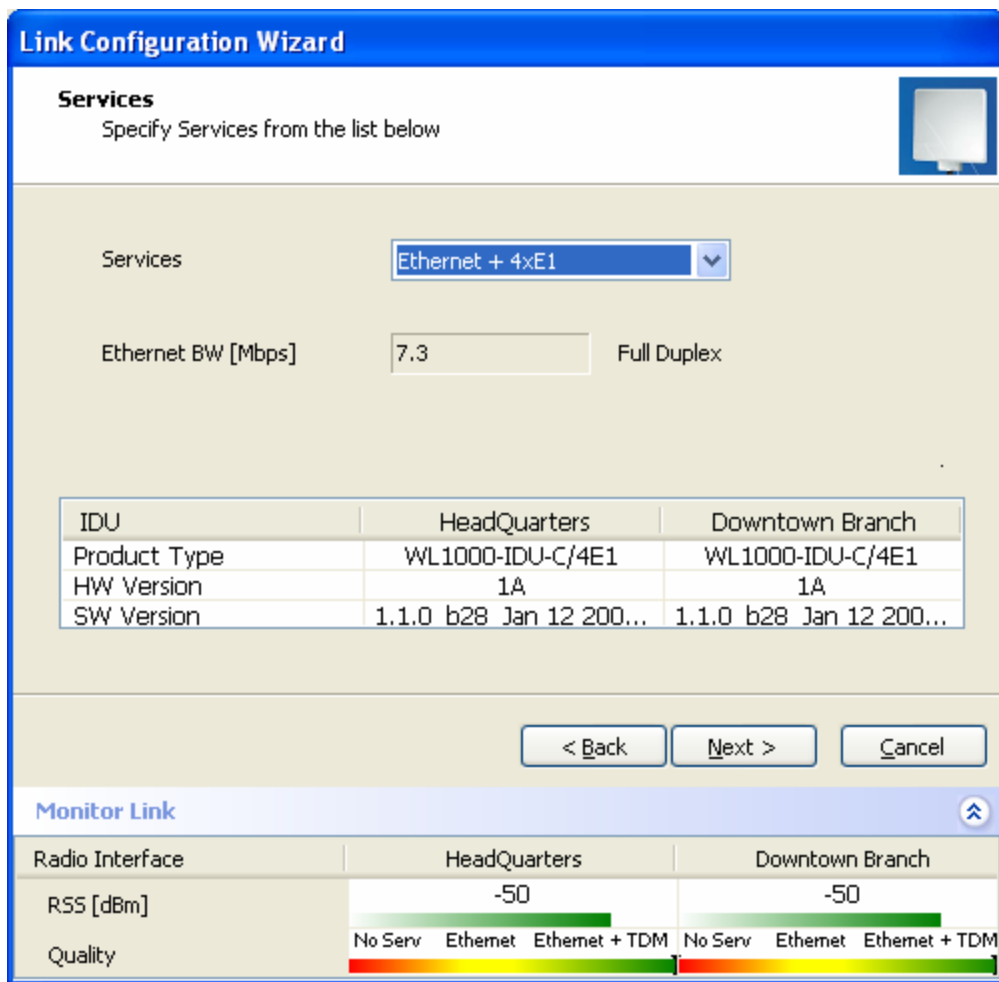 Link Configuration Wizard
Services
Specify Services from the list below
Services Ethernet + 4xE1
Ethernet BW [Mbps] 7.3 Full Duplex
IDU HeadQuarters Downtown Branch
Product Type WL1000-IDU-C/4E1 WL1000-IDU-C/4E1
HW Version 1A 1A
SW Version 1.1.0 b28 Jan 12 200... 1.1.0 b28 Jan 12 200...
< Back Next > Cancel
Monitor Link
Radio Interface HeadQuarters Downtown Branch
RSS [dBm] -50 -50
Quality No Serv Ethernet Ethernet + TDM No Serv Ethernet Ethernet + TDM